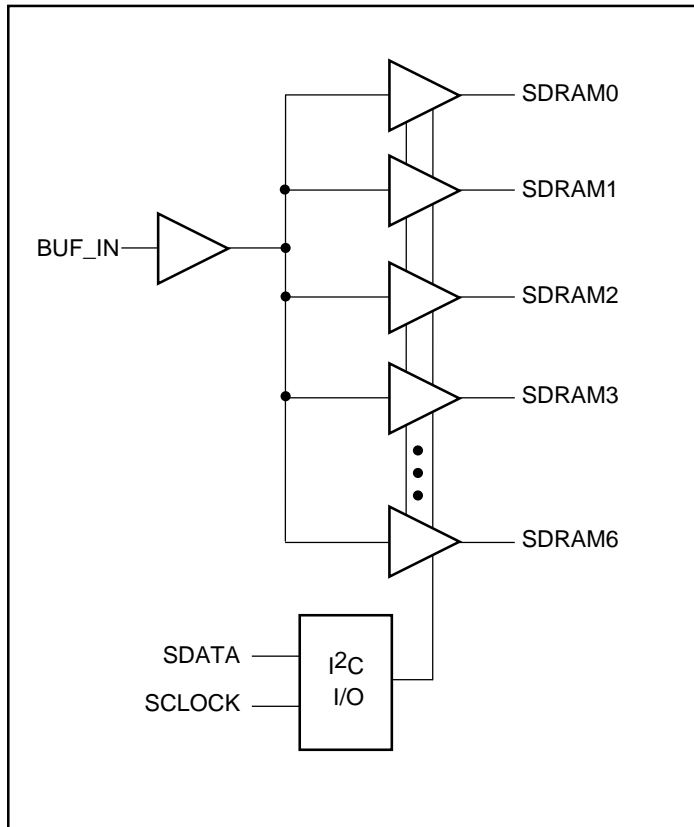 SDRAM0
SDRAM1
BUF_IN
SDRAM2
SDRAM3
SDRAM6
SDATA
I²C
I/O
SCLOCK